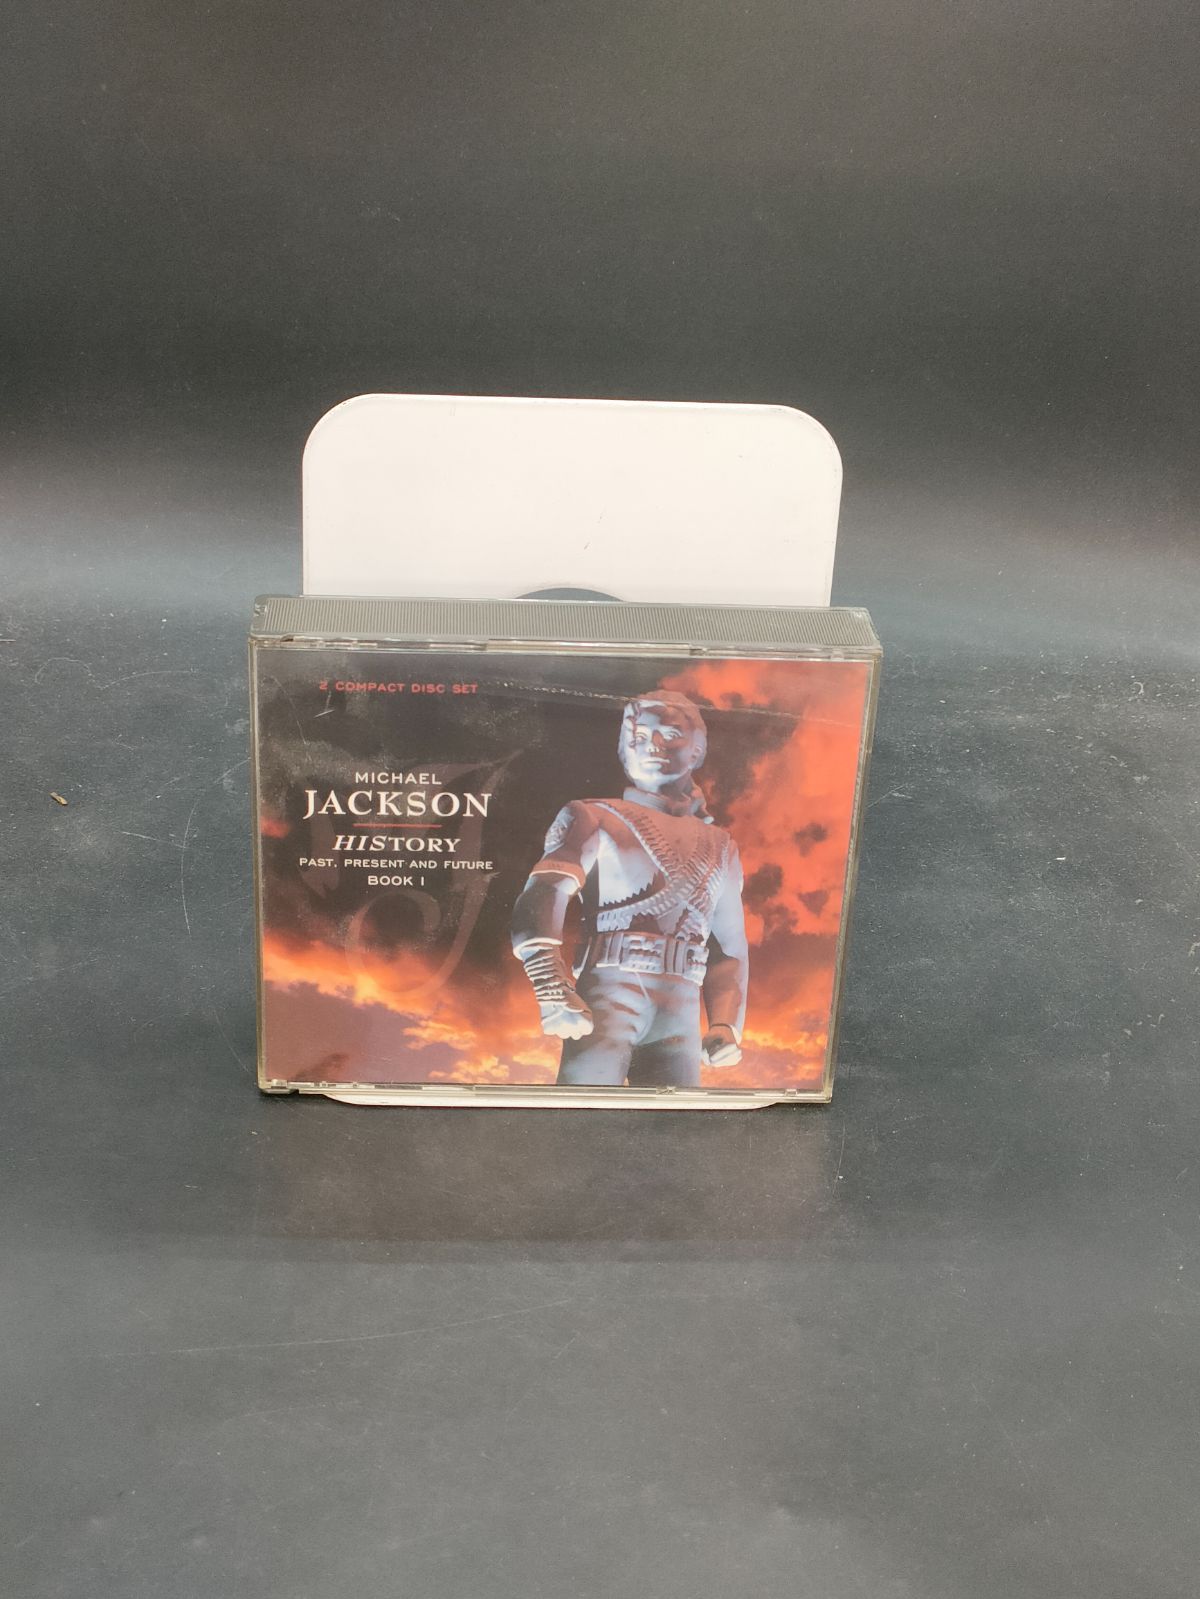 2 COMPACT DISC SET
MICHAEL
JACKSON
HISTORY
PAST, PRESENT AND FUTURE
BOOK I